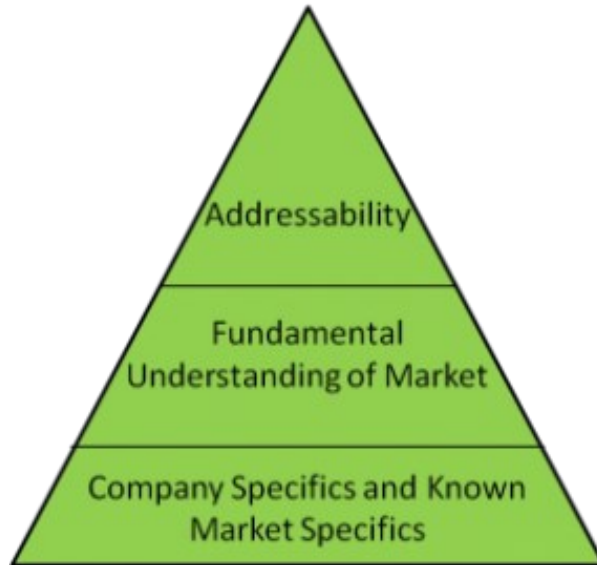 Addressability
Fundamental
Understanding of Market
Company Specifics and Known
Market Specifics